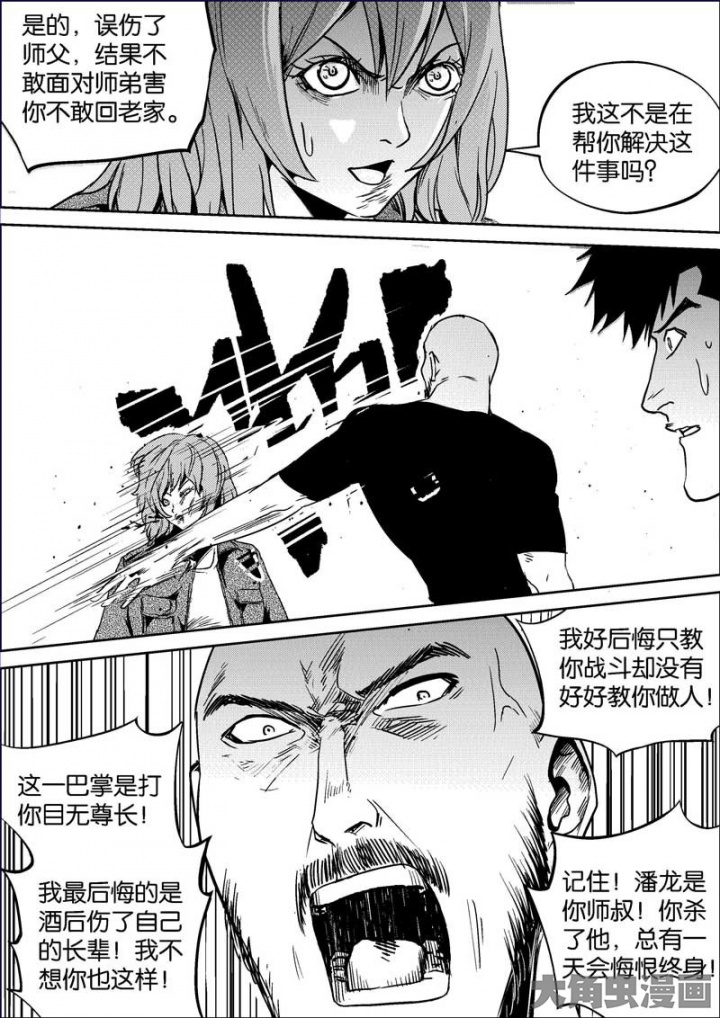 是的，误伤了
师父，结果不
敢面对师弟害
你不敢回老家。
我这不是在
帮你解决这
件事吗？
我好后悔只教
你战斗却没有
好好教你做人！
这一巴掌是打
你目无尊长！
我最后悔的是
酒后伤了自己
的长辈！我不
想你也这样！
记住！潘龙是
你师叔！你杀
了他，总有一
天会悔恨终身！
大角虫漫画